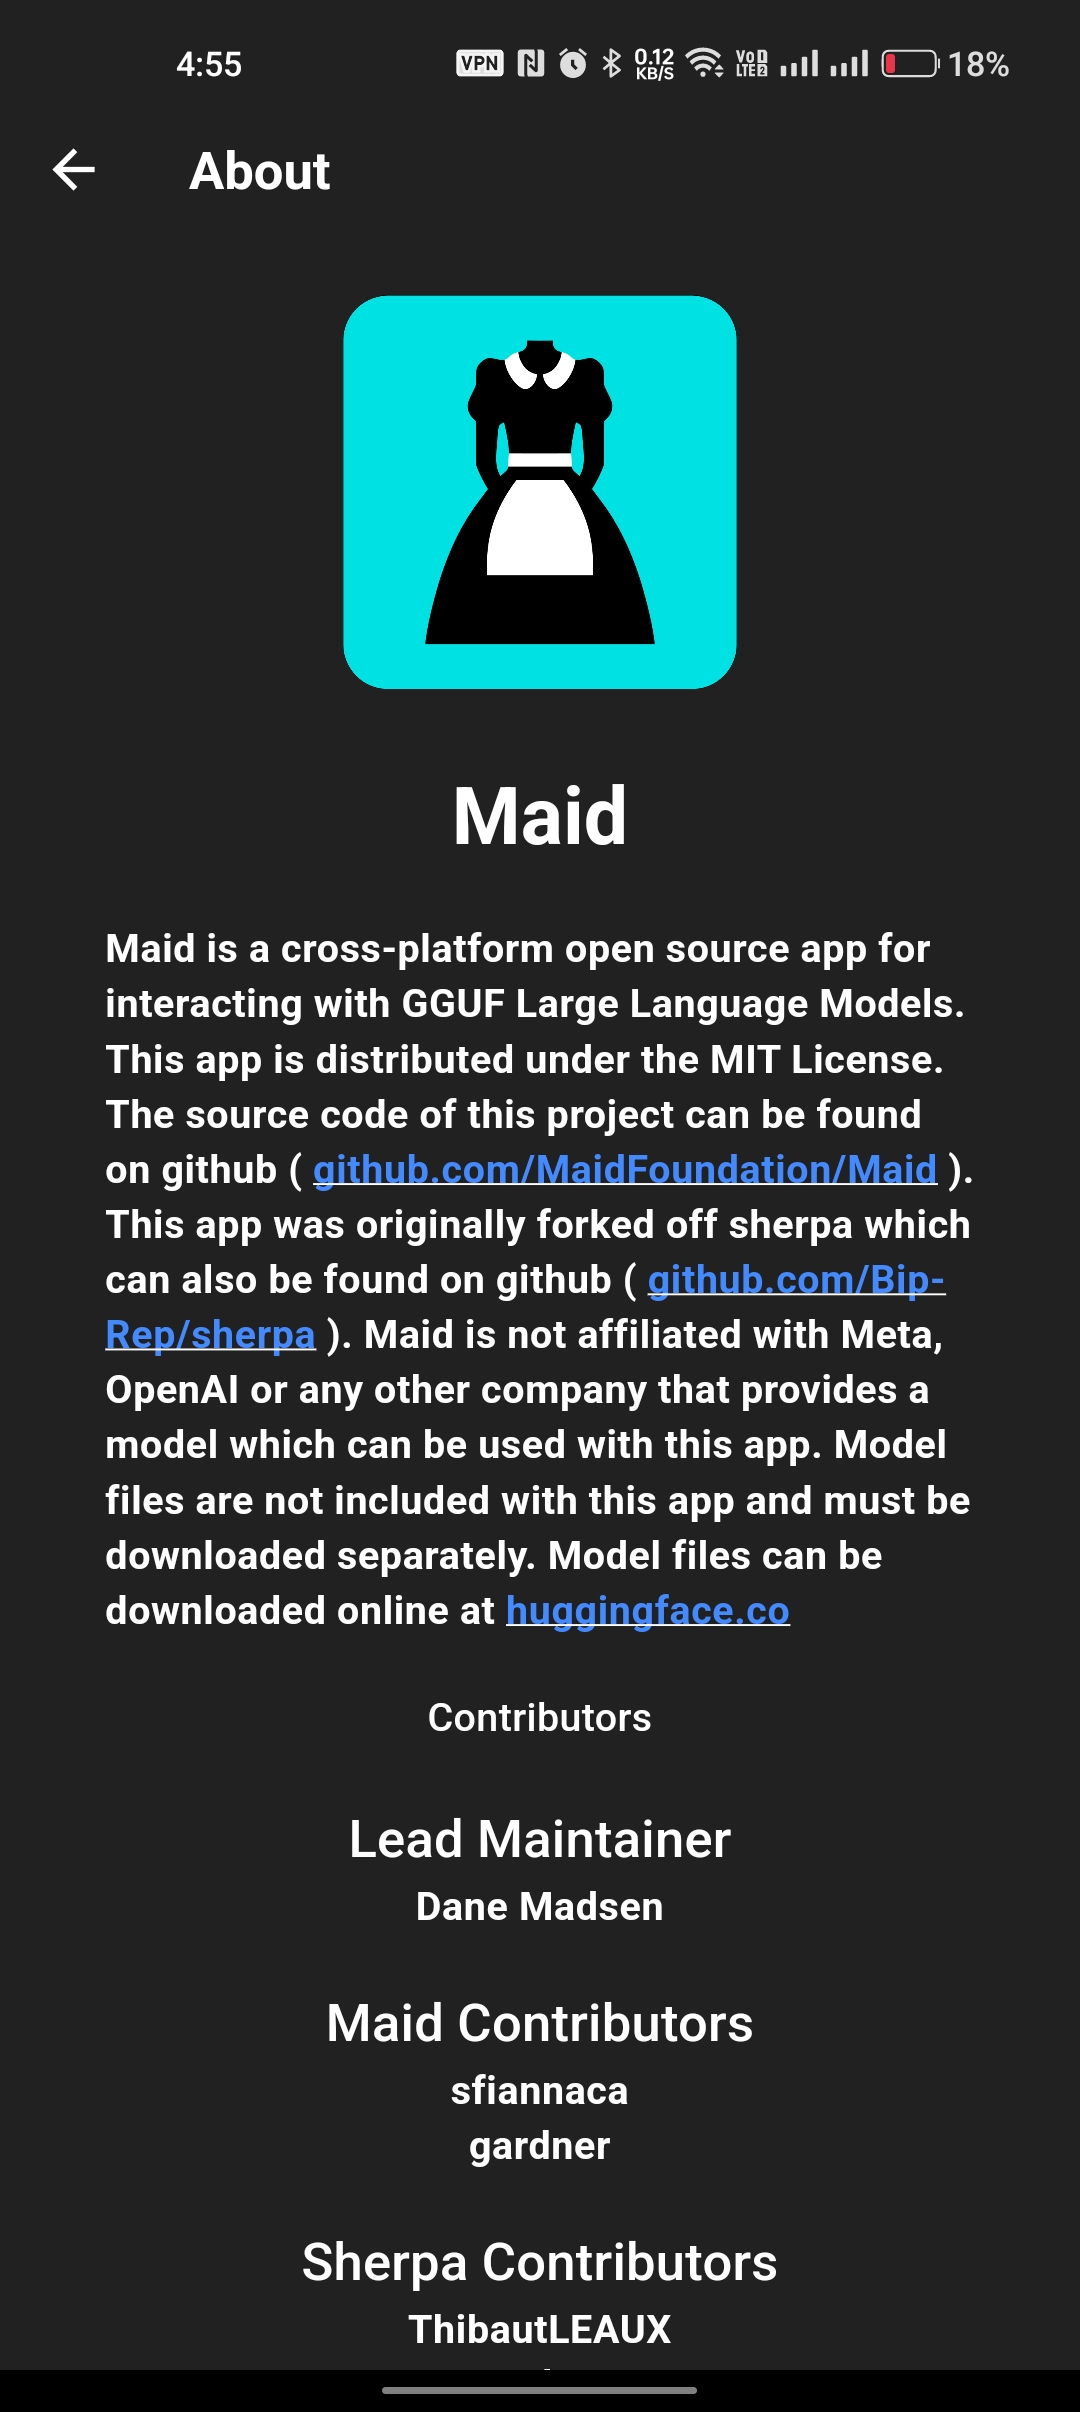 4:55 VPN 0.12 KB/S Vo 1 LTE 2 18%
About
Maid
Maid is a cross-platform open source app for
interacting with GGUF Large Language Models.
This app is distributed under the MIT License.
The source code of this project can be found
on github ( github.com/MaidFoundation/Maid ).
This app was originally forked off sherpa which
can also be found on github ( github.com/Bip-
Rep/sherpa ). Maid is not affiliated with Meta,
OpenAI or any other company that provides a
model which can be used with this app. Model
files are not included with this app and must be
downloaded separately. Model files can be
downloaded online at huggingface.co
Contributors
Lead Maintainer
Dane Madsen
Maid Contributors
sfiannaca
gardner
Sherpa Contributors
ThibautLEAUX